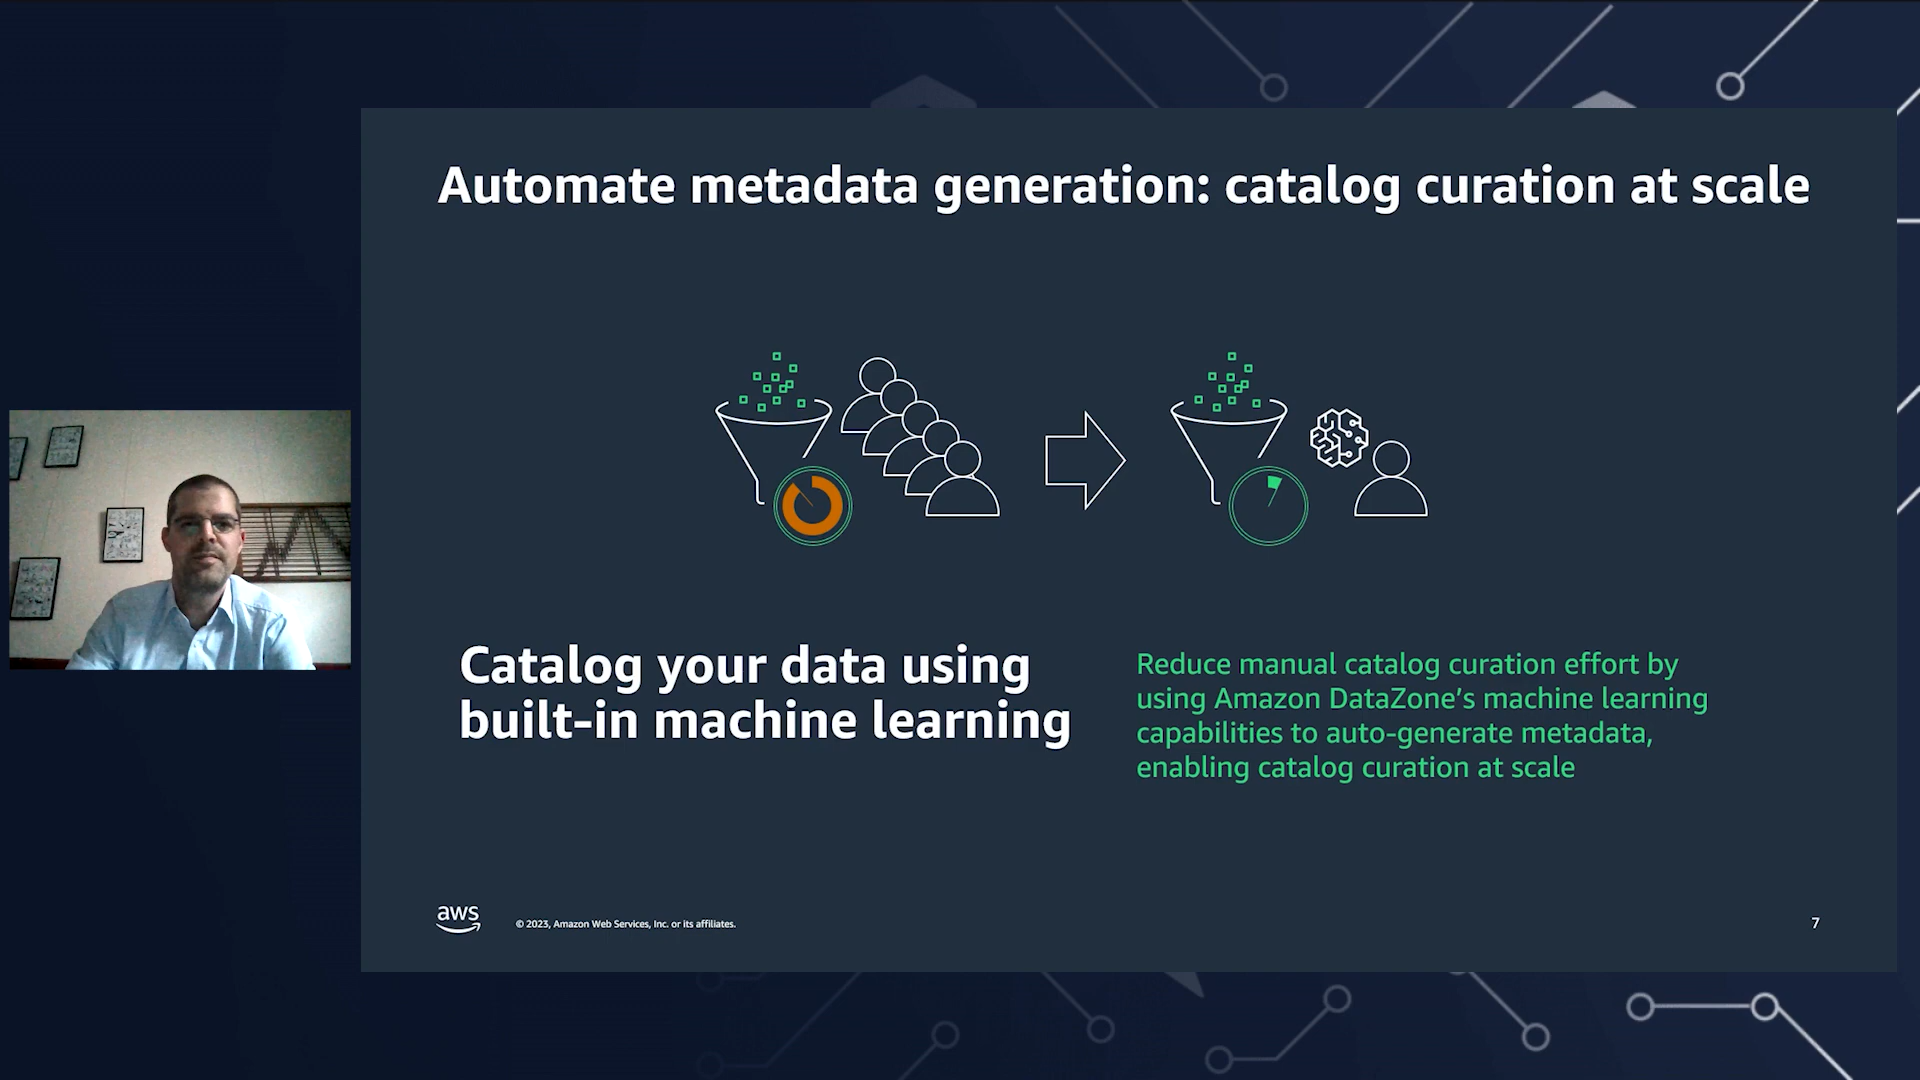 Automate metadata generation: catalog curation at scale
Catalog your data using
built-in machine learning
Reduce manual catalog curation effort by
using Amazon DataZone’s machine learning
capabilities to auto-generate metadata,
enabling catalog curation at scale
aws
© 2023, Amazon Web Services, Inc. or its affiliates.
7